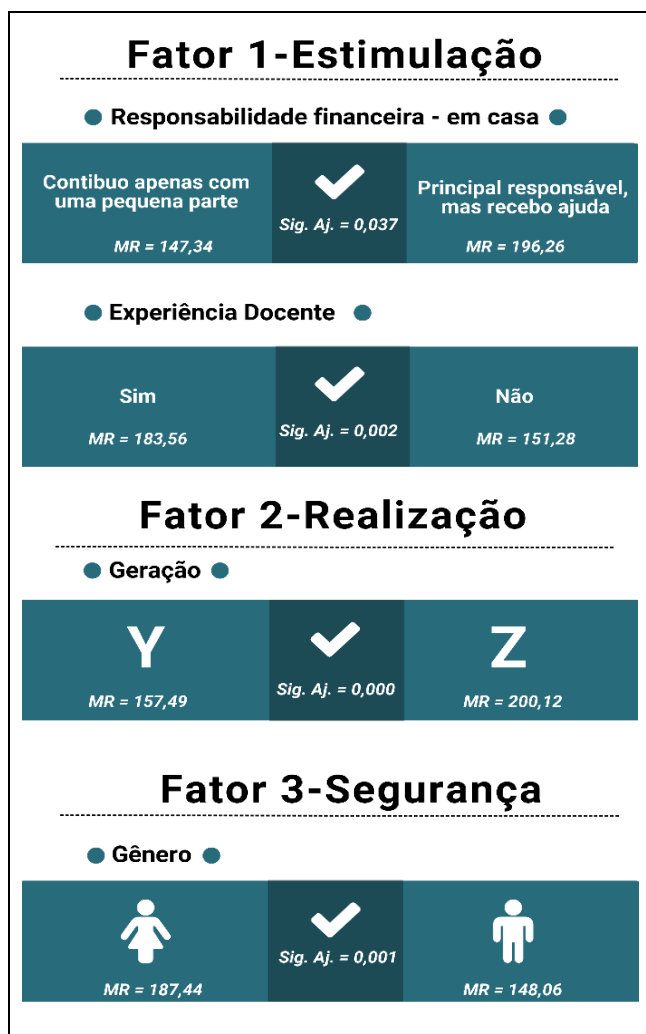 Fator 1-Estimulação
Responsabilidade financeira - em casa
Contibuo apenas com
uma pequena parte
MR = 147,34
Sig. Aj. = 0,037
Principal responsável,
mas recebo ajuda
MR = 196,26
Experiência Docente
Sim
MR = 183,56
Sig. Aj. = 0,002
Não
MR = 151,28
Fator 2-Realização
Geração
Y
MR = 157,49
Sig. Aj. = 0,000
Z
MR = 200,12
Fator 3-Segurança
Gênero
MR = 187,44
Sig. Aj. = 0,001
MR = 148,06